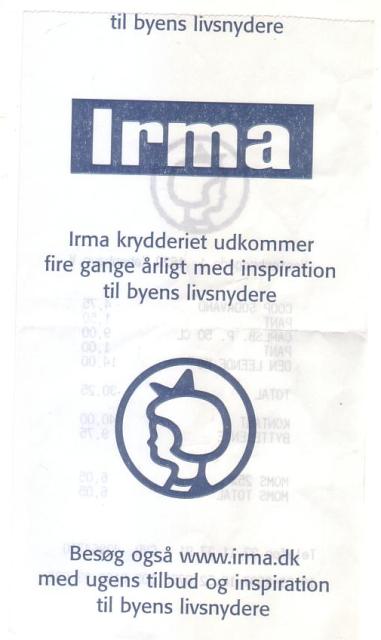 til byens livsnydere
Irma
Irma krydderiet udkommer
fire gange årligt med inspiration
til byens livsnydere
Besøg også www.irma.dk
med ugens tilbud og inspiration
til byens livsnydere